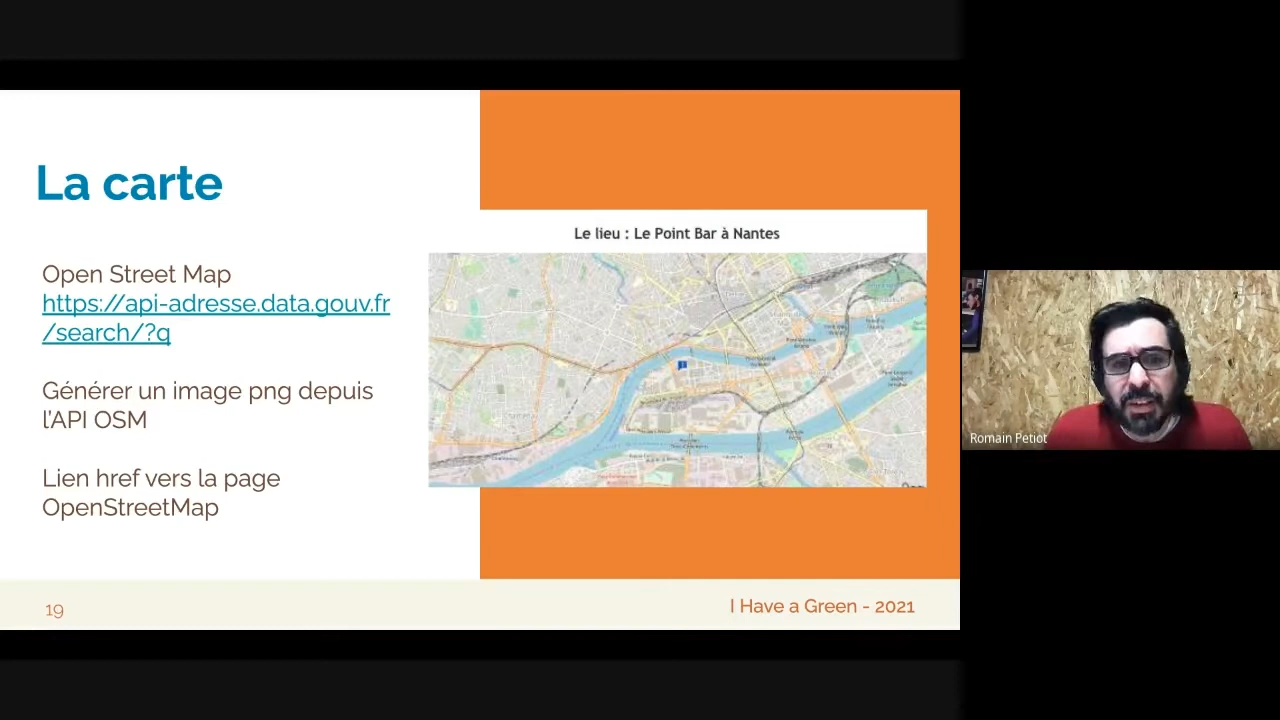 La carte
Open Street Map
https://api-adresse.data.gouv.fr
/search/?q
Générer un image png depuis
l'API OSM
Lien href vers la page
OpenStreetMap
Le lieu : Le Point Bar à Nantes
19
I Have a Green - 2021
Romain Petiot